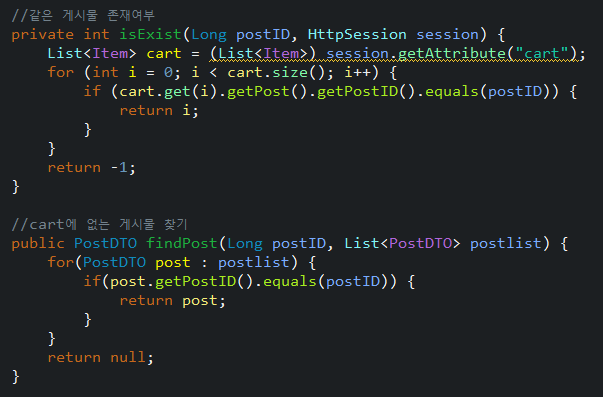 //같은 게시물 존재여부
private int isExist(Long postID, HttpSession session) {
    List<Item> cart = (List<Item>) session.getAttribute("cart");
    for (int i = 0; i < cart.size(); i++) {
        if (cart.get(i).getPost().getPostID().equals(postID)) {
            return i;
        }
    }
    return -1;
}

//cart에 없는 게시물 찾기
public PostDTO findPost(Long postID, List<PostDTO> postlist) {
    for(PostDTO post : postlist) {
        if(post.getPostID().equals(postID)) {
            return post;
        }
    }
    return null;
}